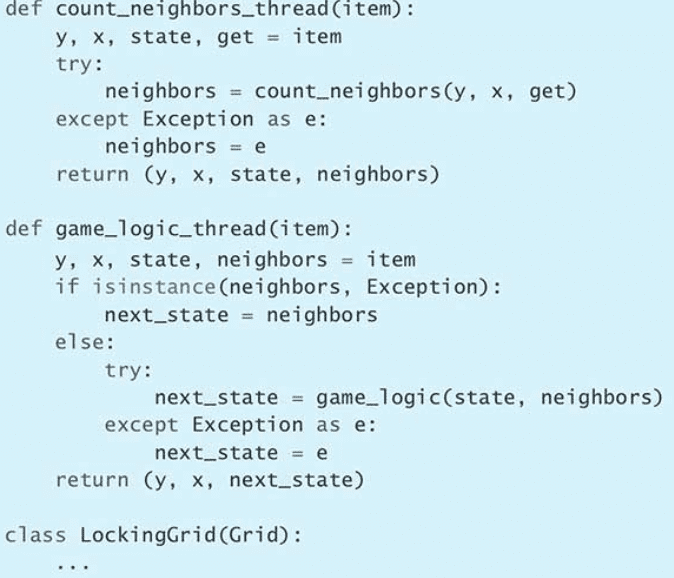 def count_neighbors_thread(item):
    y, x, state, get = item
    try:
        neighbors = count_neighbors(y, x, get)
    except Exception as e:
        neighbors = e
    return (y, x, state, neighbors)

def game_logic_thread(item):
    y, x, state, neighbors = item
    if isinstance(neighbors, Exception):
        next_state = neighbors
    else:
        try:
            next_state = game_logic(state, neighbors)
        except Exception as e:
            next_state = e
    return (y, x, next_state)

class LockingGrid(Grid):
    ...